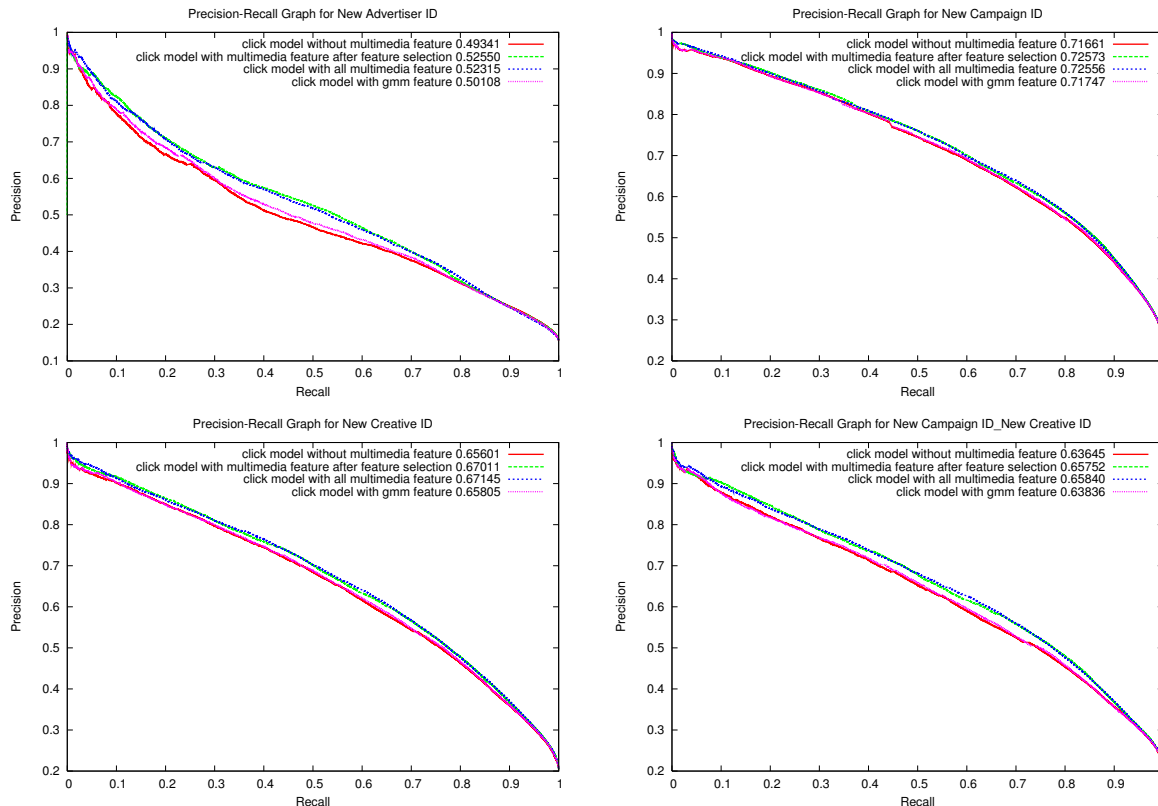 Precision-Recall Graph for New Advertiser ID
click model without multimedia feature 0.49341
click model with multimedia feature after feature selection 0.52550
click model with all multimedia feature 0.52315
click model with gmm feature 0.50108
1
0.9
0.8
0.7
0.6
0.5
0.4
0.3
0.2
0.1
Precision
0 0.1 0.2 0.3 0.4 0.5 0.6 0.7 0.8 0.9 1
Recall
Precision-Recall Graph for New Campaign ID
click model without multimedia feature 0.71661
click model with multimedia feature after feature selection 0.72573
click model with all multimedia feature 0.72556
click model with gmm feature 0.71747
1
0.9
0.8
0.7
0.6
0.5
0.4
0.3
0.2
Precision
0 0.1 0.2 0.3 0.4 0.5 0.6 0.7 0.8 0.9
Recall
Precision-Recall Graph for New Creative ID
click model without multimedia feature 0.65601
click model with multimedia feature after feature selection 0.67011
click model with all multimedia feature 0.67145
click model with gmm feature 0.65805
1
0.9
0.8
0.7
0.6
0.5
0.4
0.3
0.2
Precision
0 0.1 0.2 0.3 0.4 0.5 0.6 0.7 0.8 0.9 1
Recall
Precision-Recall Graph for New Campaign ID_New Creative ID
click model without multimedia feature 0.63645
click model with multimedia feature after feature selection 0.65752
click model with all multimedia feature 0.65840
click model with gmm feature 0.63836
1
0.9
0.8
0.7
0.6
0.5
0.4
0.3
0.2
Precision
0 0.1 0.2 0.3 0.4 0.5 0.6 0.7 0.8 0.9
Recall